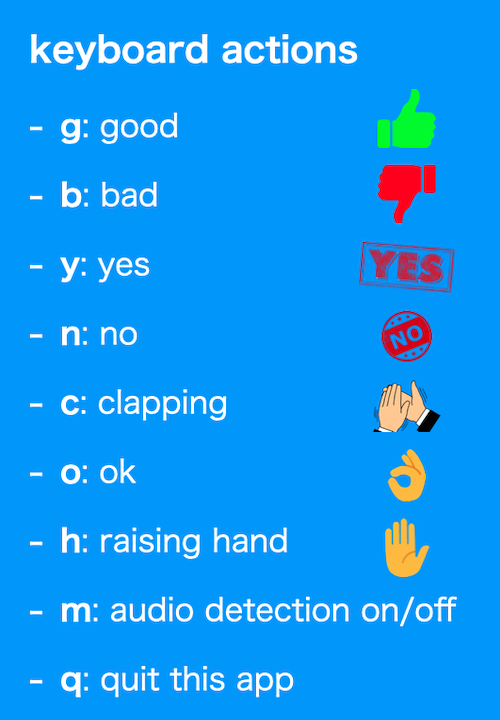 keyboard actions
- g: good
- b: bad
- y: yes
YES
- n: no
NO
- c: clapping
- o: ok
- h: raising hand
- m: audio detection on/off
- q: quit this app